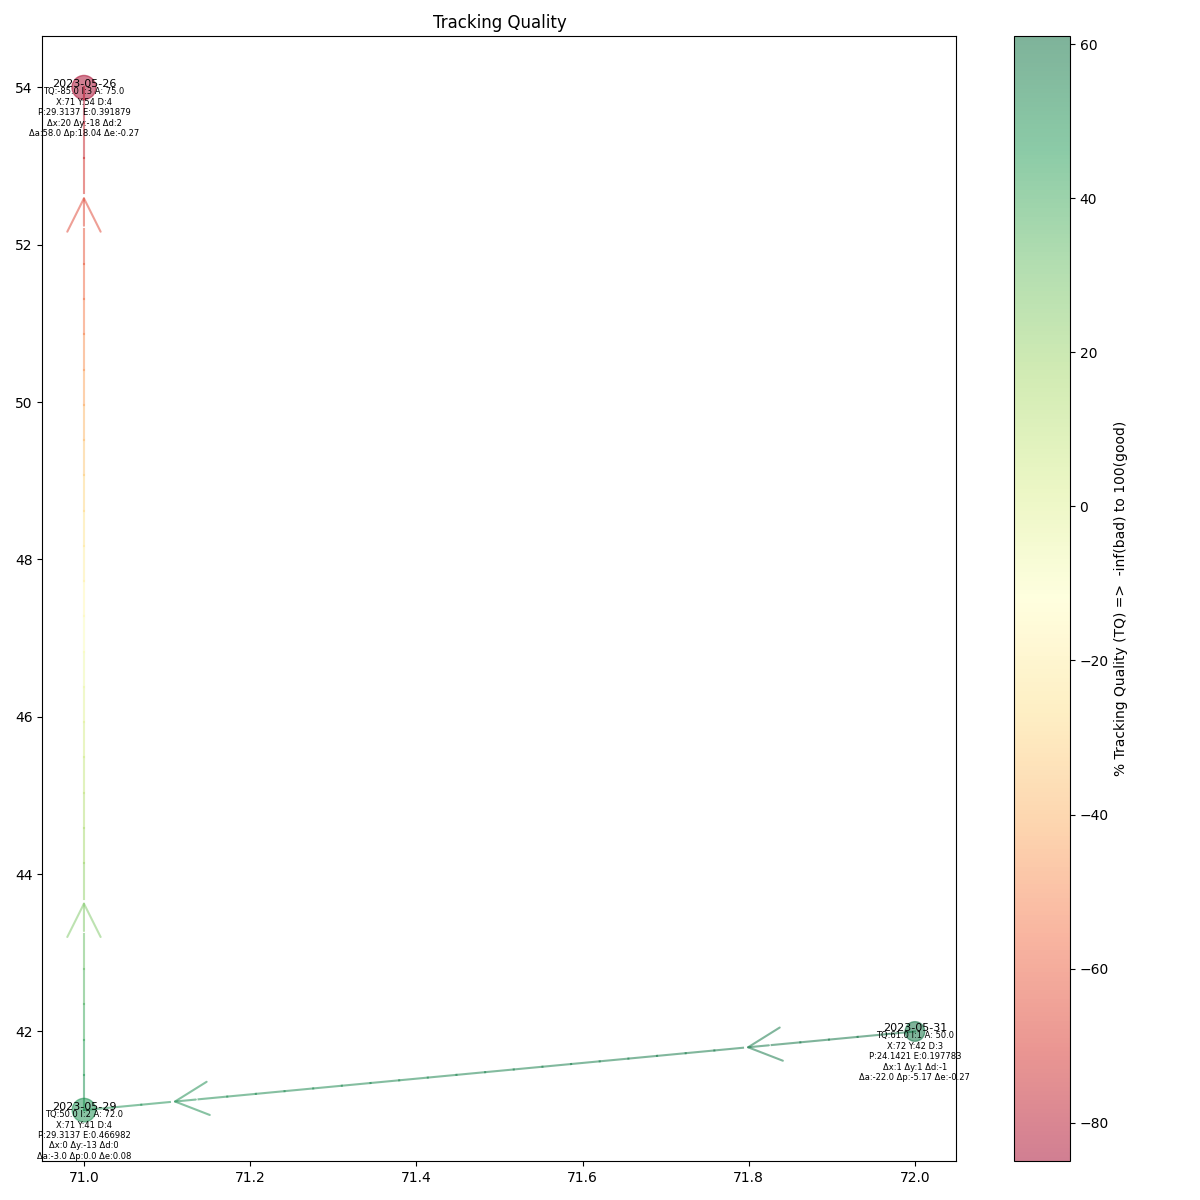 Tracking Quality
54
52
50
48
46
44
42
2023-05-26
TQ:-85.0 I:3 A: 75.0
X:71 Y:54 D:4
P:29.3137 E:0.391879
Δx:20 Δy:-18 Δd:2
Δa:58.0 Δp:18.04 Δe:-0.27
2023-05-31
TQ:61.0 I:1 A: 50.0
X:72 Y:42 D:3
P:24.1421 E:0.197783
Δx:1 Δy:1 Δd:-1
Δa:-22.0 Δp:-5.17 Δe:-0.27
2023-05-29
TQ:50.0 I:2 A: 72.0
X:71 Y:41 D:4
P:29.3137 E:0.466982
Δx:0 Δy:-13 Δd:0
Δa:-3.0 Δp:0.0 Δe:0.08
71.0 71.2 71.4 71.6 71.8 72.0
60
40
20
0
−20
−40
−60
−80
% Tracking Quality (TQ) => -inf(bad) to 100(good)